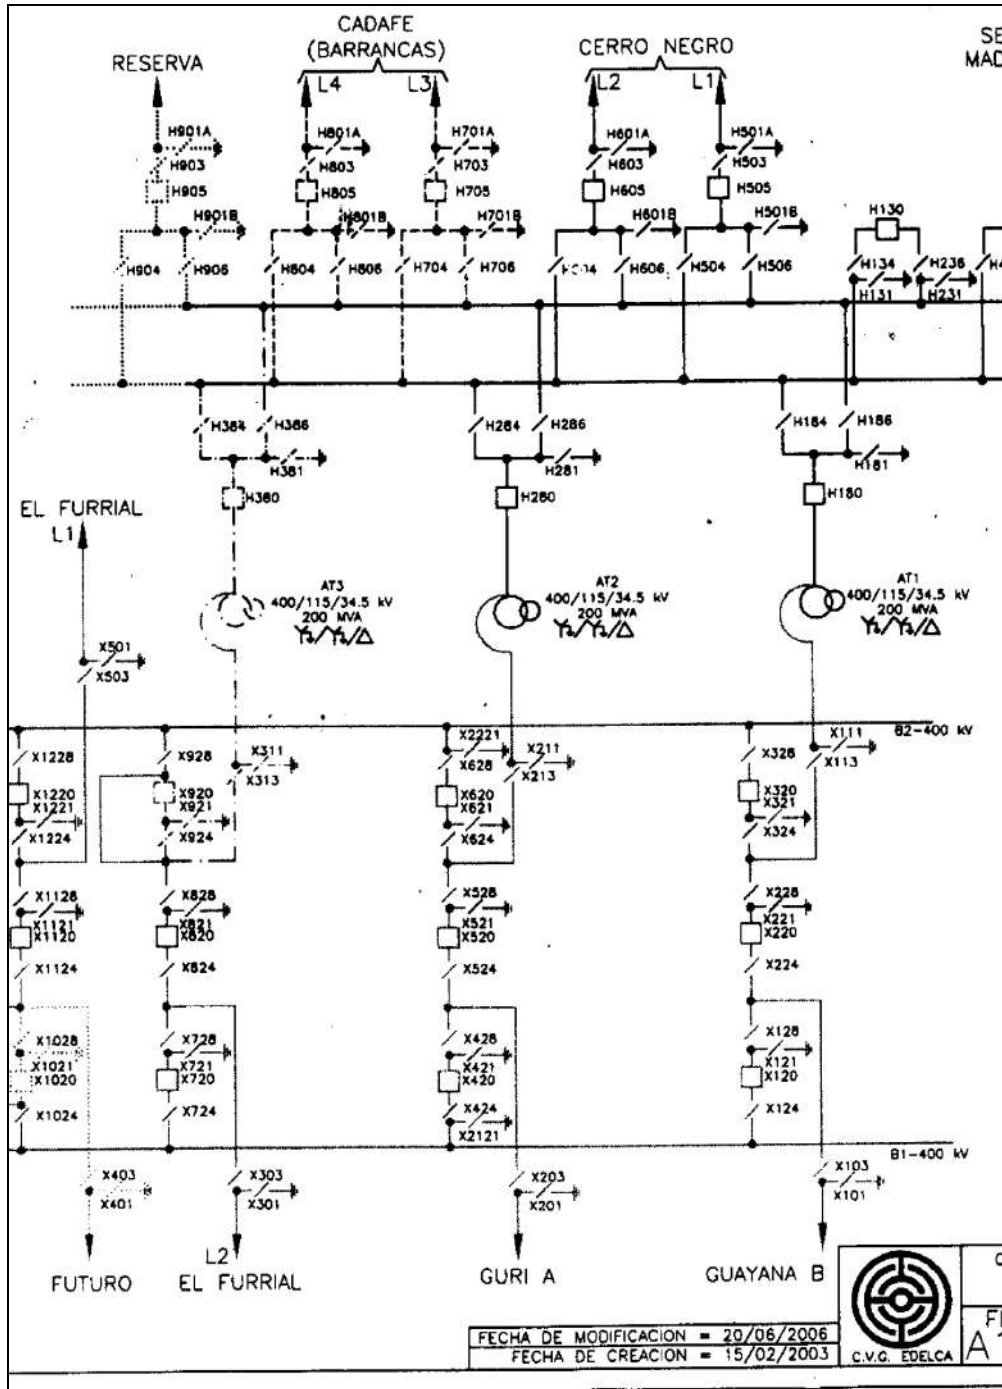 CADAFE
(BARRANCAS)
CERRO NEGRO
SE
MAD
RESERVA
L4
L3
L2
L1
H901A
H903
H905
H901B
H904
H906
H801A
H803
H805
H801B
H804
H806
H701A
H703
H705
H701B
H704
H706
H601A
H603
H605
H601B
H606
H501A
H503
H505
H501B
H504
H506
H130
H134
H131
H236
H231
H384
H386
H381
H380
H284
H286
H281
H280
H184
H186
H181
H180
EL FURRIAL
L1
AT3
400/115/34.5 kV
200 MVA
AT2
400/115/34.5 kV
200 MVA
AT1
400/115/34.5 kV
200 MVA
X501
X503
B2-400 kV
X1228
X1220
X1221
X1224
X1128
X1121
X1120
X1124
X1028
X1021
X1020
X1024
X928
X920
X921
X924
X311
X313
X828
X821
X820
X824
X728
X721
X720
X724
X2221
X628
X620
X621
X624
X211
X213
X528
X521
X520
X524
X428
X421
X420
X424
X2121
X328
X320
X321
X324
X111
X113
X228
X221
X220
X224
X128
X121
X120
X124
B1-400 kV
X403
X401
X303
X301
X203
X201
X103
X101
FUTURO
L2
EL FURRIAL
GURI A
GUAYANA B
C.V.G. EDELCA
FECHA DE MODIFICACION = 20/06/2006
FECHA DE CREACION = 15/02/2003
A